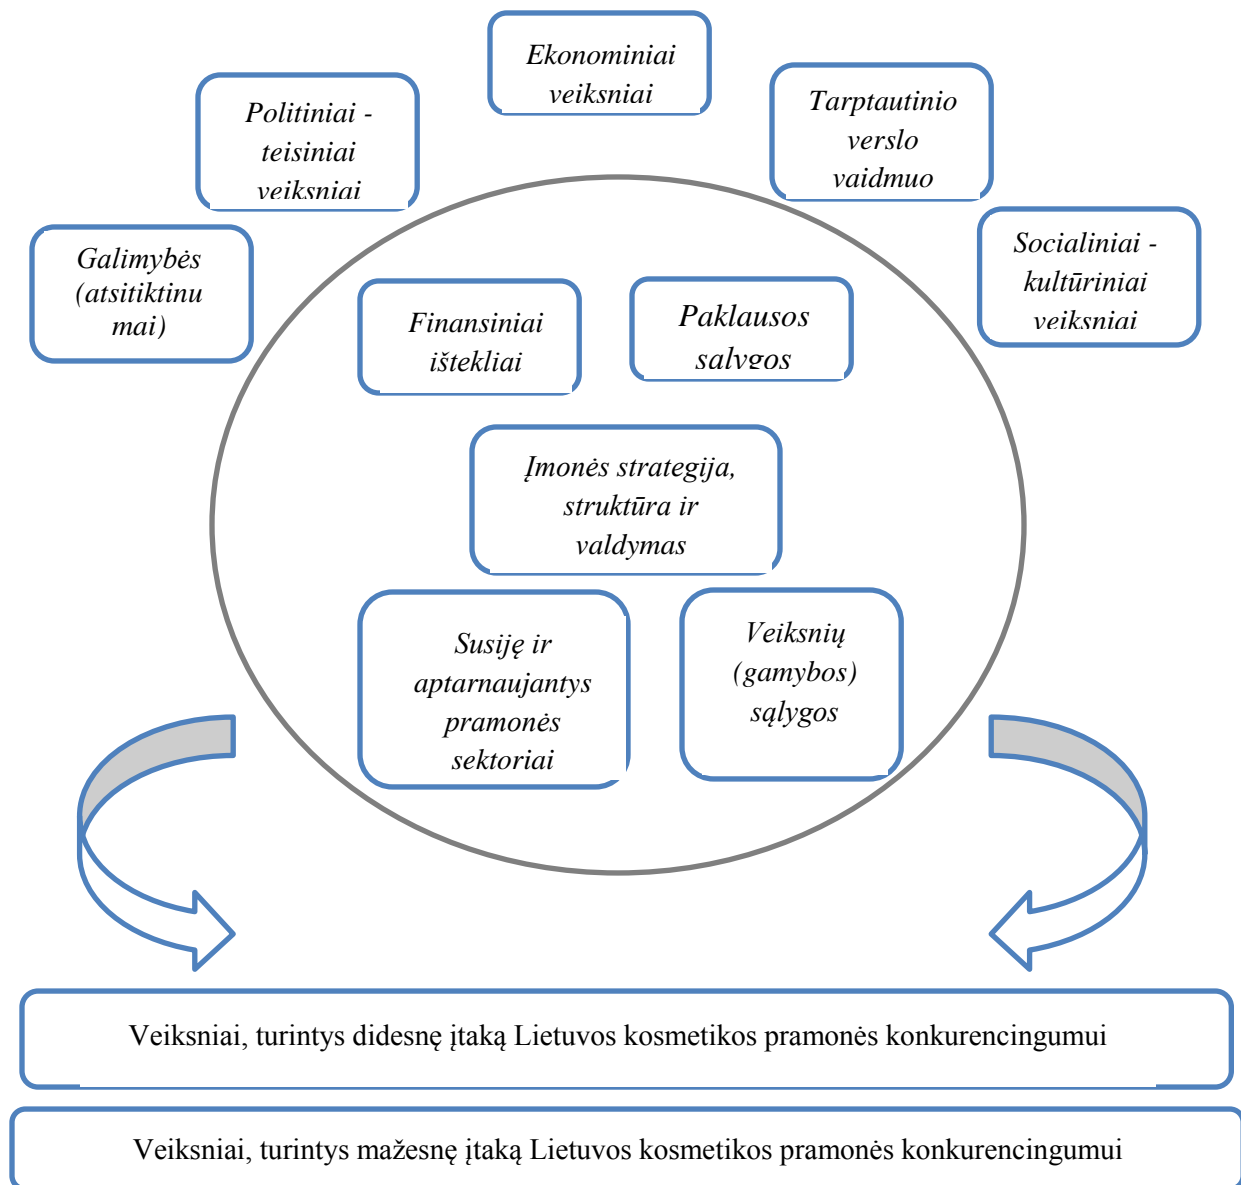 Ekonominiai
veiksniai
Politiniai -
teisiniai
veiksniai
Tarptautinio
verslo
vaidmuo
Galimybės
(atsitiktinu
mai)
Socialiniai -
kultūriniai
veiksniai
Finansiniai
ištekliai
Paklausos
sąlygos
Įmonės strategija,
struktūra ir
valdymas
Susiję ir
aptarnaujantys
pramonės
sektoriai
Veiksnių
(gamybos)
sąlygos
Veiksniai, turintys didesnę įtaką Lietuvos kosmetikos pramonės konkurencingumui
Veiksniai, turintys mažesnę įtaką Lietuvos kosmetikos pramonės konkurencingumui